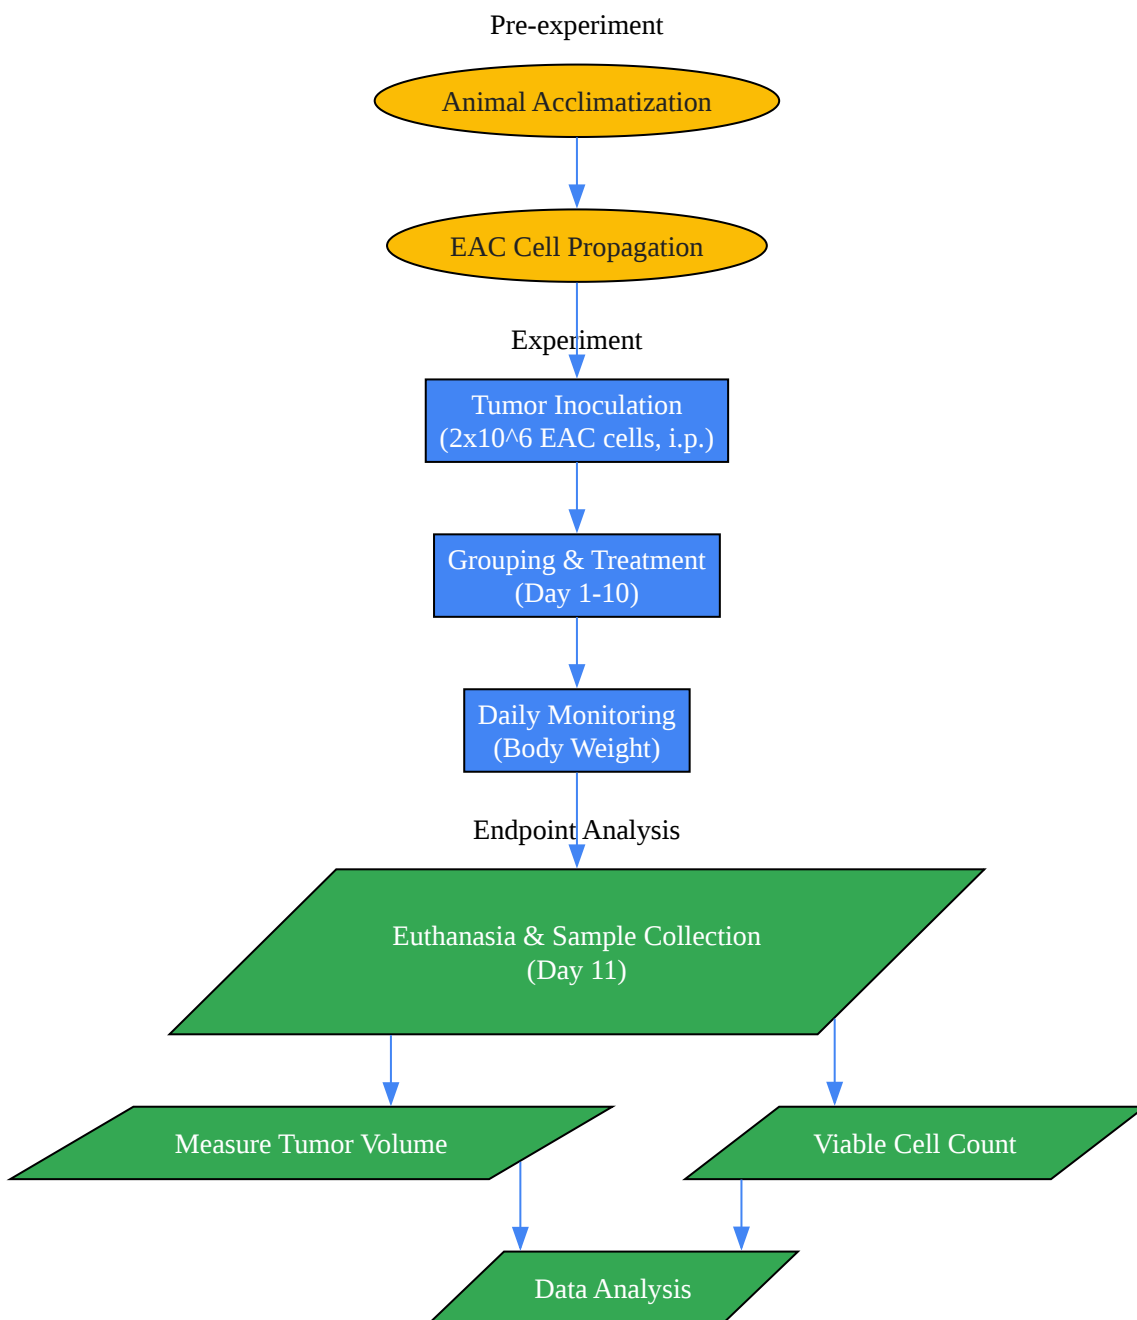 Pre-experiment
Animal Acclimatization
EAC Cell Propagation
Experiment
Tumor Inoculation
(2x10^6 EAC cells, i.p.)
Grouping & Treatment
(Day 1-10)
Daily Monitoring
(Body Weight)
Endpoint Analysis
Euthanasia & Sample Collection
(Day 11)
Measure Tumor Volume
Viable Cell Count
Data Analysis